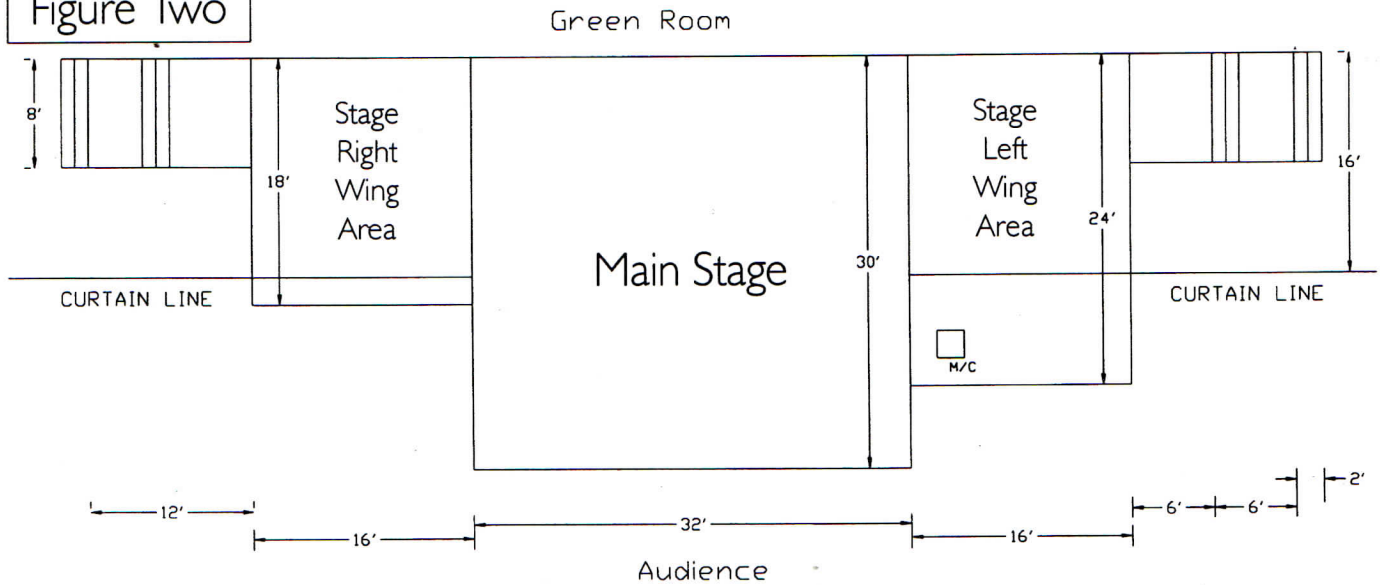 Figure Two
Green Room
8'
18'
Stage
Right
Wing
Area
Main Stage
30'
Stage
Left
Wing
Area
24'
16'
CURTAIN LINE
CURTAIN LINE
M/C
12'
16'
32'
16'
6'
6'
2'
Audience